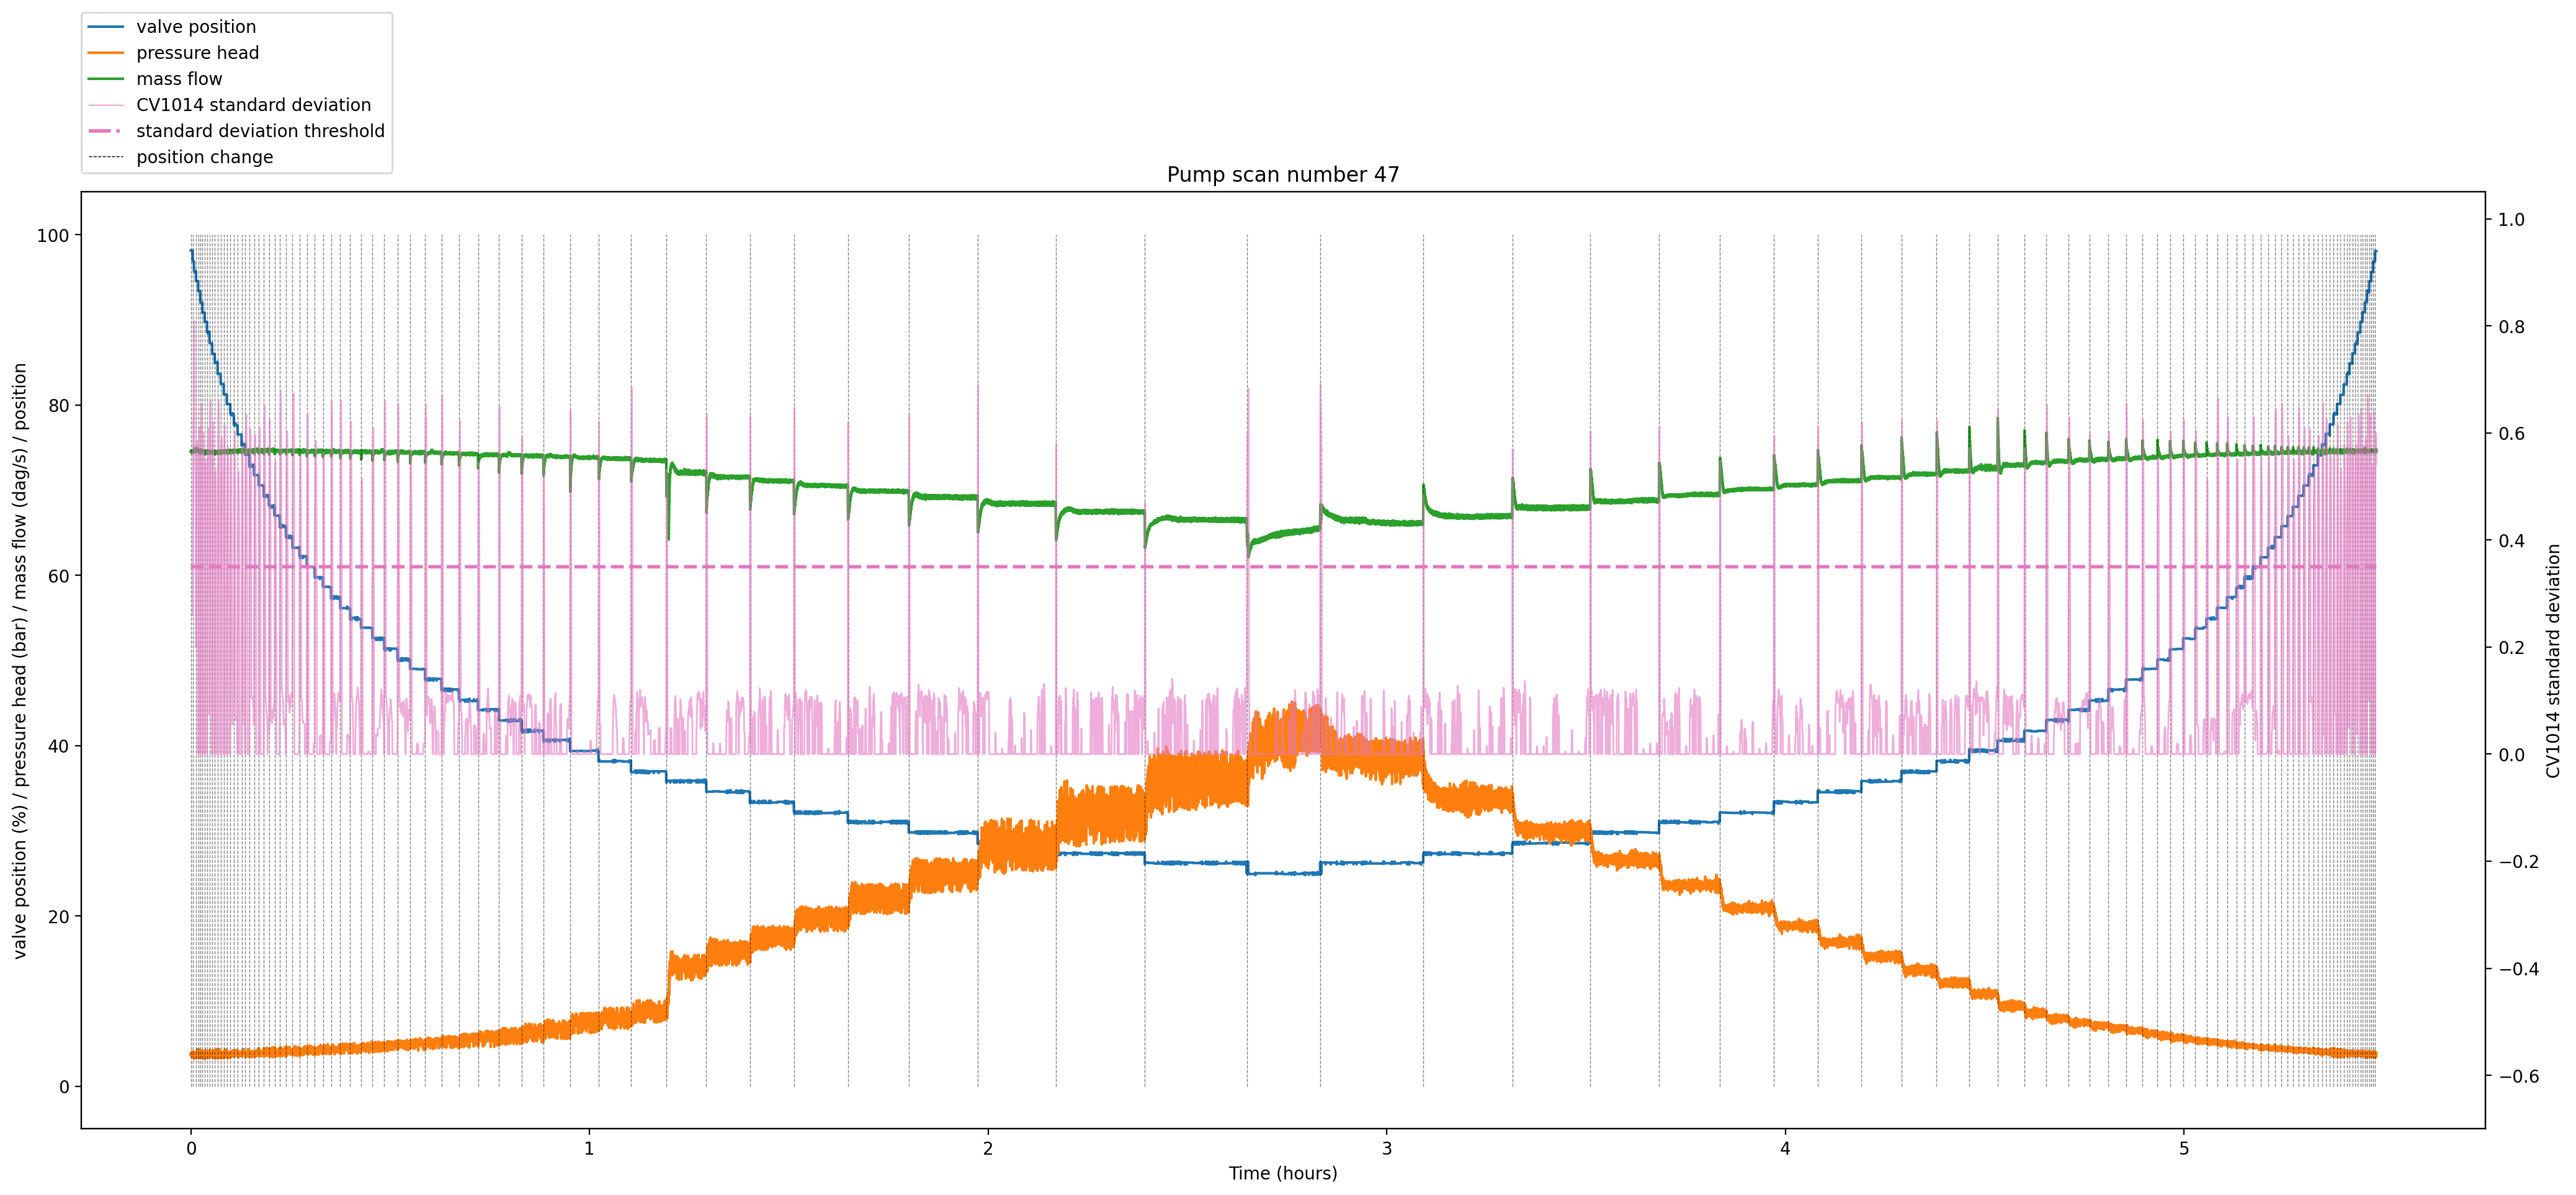 valve position
pressure head
mass flow
CV1014 standard deviation
standard deviation threshold
position change
Pump scan number 47
valve position (%) / pressure head (bar) / mass flow (dag/s) / position
100
80
60
40
20
0
1.0
0.8
0.6
0.4
0.2
0.0
−0.2
−0.4
−0.6
CV1014 standard deviation
0
1
2
3
4
5
Time (hours)